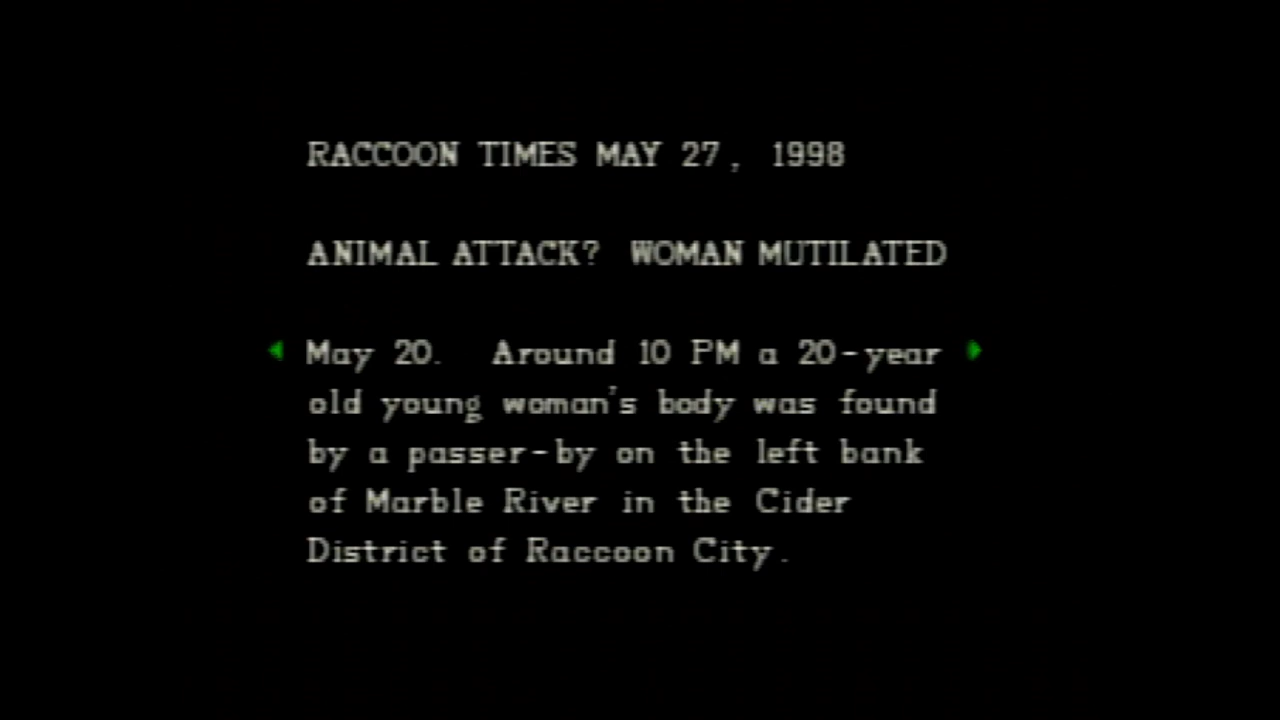 RACCOON TIMES MAY 27, 1998
ANIMAL ATTACK? WOMAN MUTILATED
May 20. Around 10 PM a 20-year
old young woman's body was found
by a passer-by on the left bank
of Marble River in the Cider
District of Raccoon City.